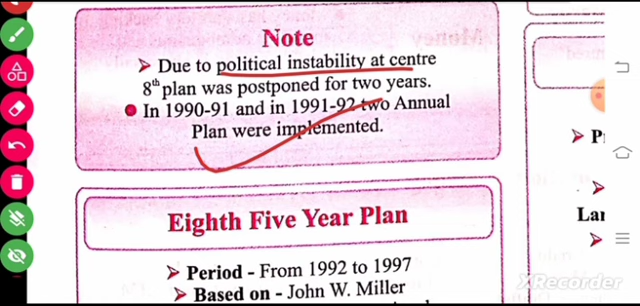 Note
➤ Due to political instability at centre
8th plan was postponed for two years.
● In 1990-91 and in 1991-92 two Annual
Plan were implemented.
Eighth Five Year Plan
➤ Period - From 1992 to 1997
➤ Based on - John W. Miller
➤ P
➤
Lar
➤
XRecorder